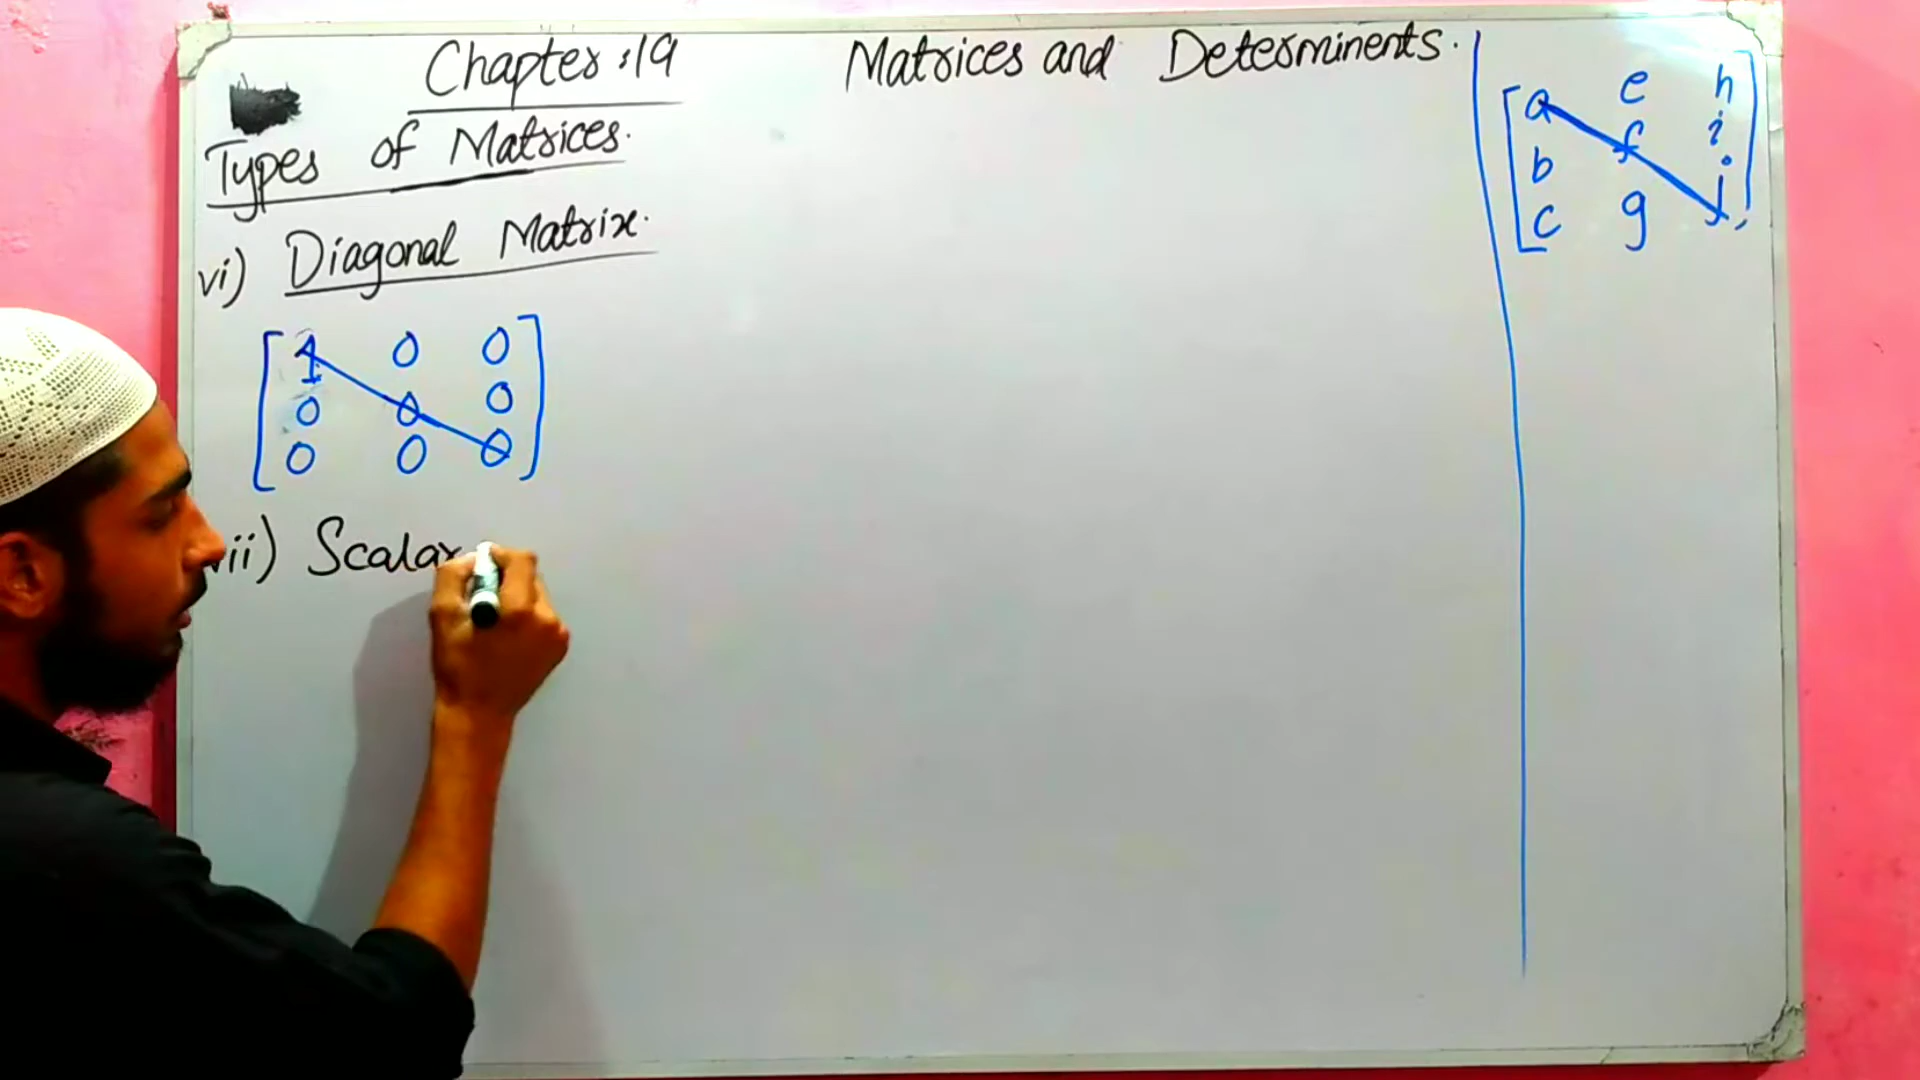 Chapter : 19 Matrices and Determinents.
Types of Matrices.
vi) Diagonal Matrix.
1 0 0
0 0 0
0 0 0
ii) Scalar
a e h
b f i
c g j